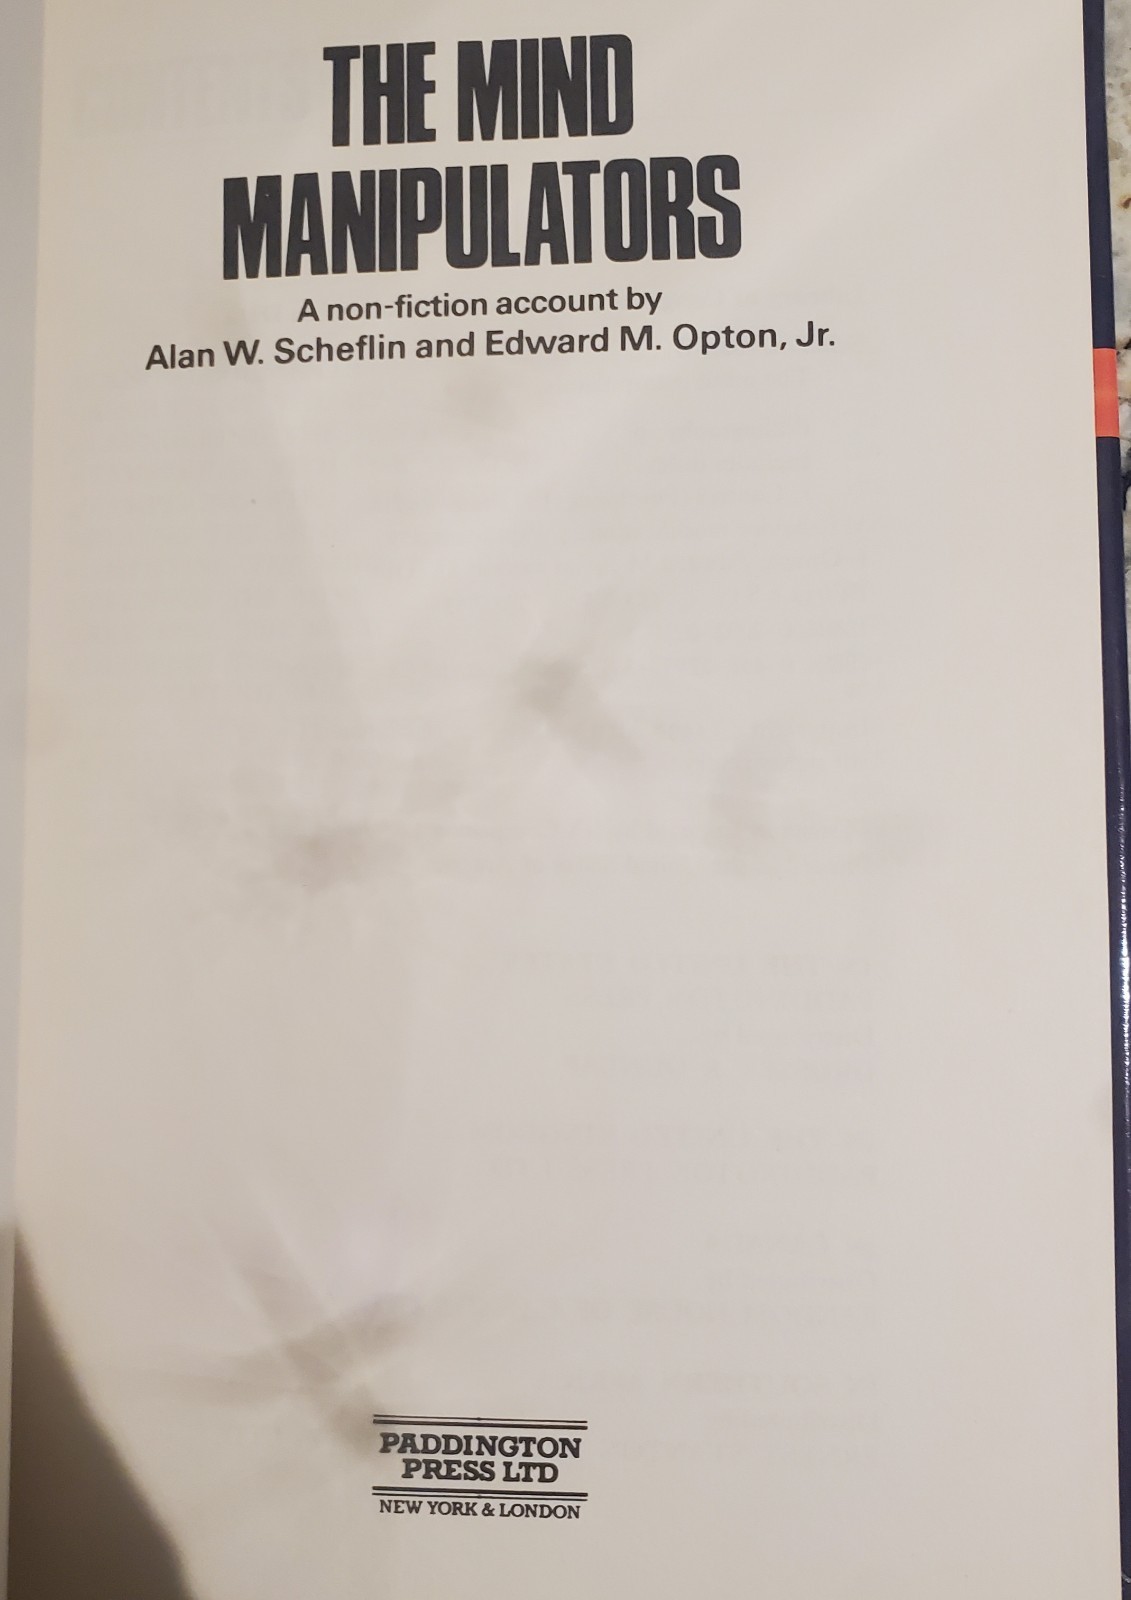 THE MIND
MANIPULATORS
A non-fiction account by
Alan W. Scheflin and Edward M. Opton, Jr.
PADDINGTON
PRESS LTD
NEW YORK & LONDON